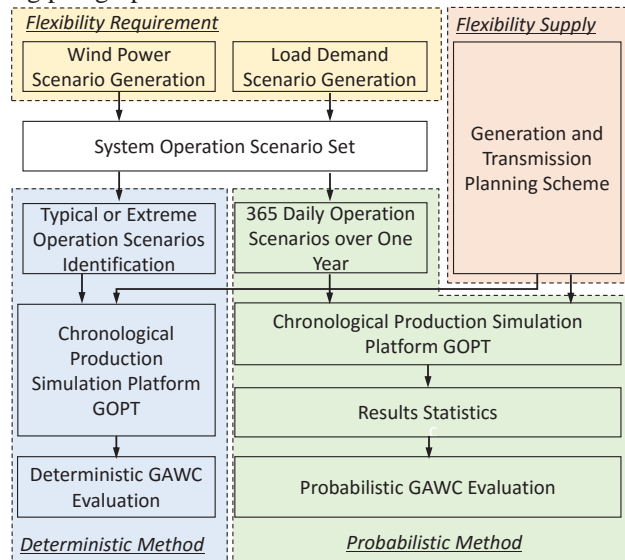 Flexibility Requirement
Wind Power
Scenario Generation
Load Demand
Scenario Generation
Flexibility Supply
Generation and
Transmission
Planning Scheme
System Operation Scenario Set
Typical or Extreme
Operation Scenarios
Identification
365 Daily Operation
Scenarios over One
Year
Chronological
Production
Simulation Platform
GOPT
Chronological Production Simulation
Platform GOPT
Results Statistics
Deterministic GAWC
Evaluation
Probabilistic GAWC Evaluation
Deterministic Method
Probabilistic Method